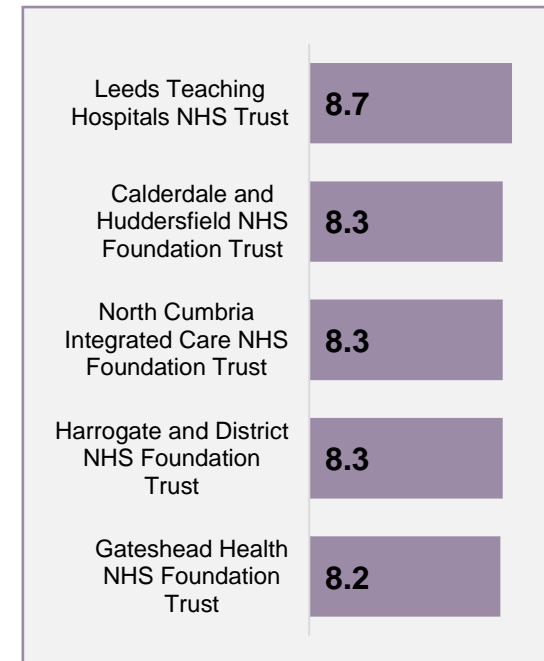 Leeds Teaching
Hospitals NHS Trust
8.7
Calderdale and
Huddersfield NHS
Foundation Trust
8.3
North Cumbria
Integrated Care NHS
Foundation Trust
8.3
Harrogate and District
NHS Foundation
Trust
8.3
Gateshead Health
NHS Foundation
Trust
8.2